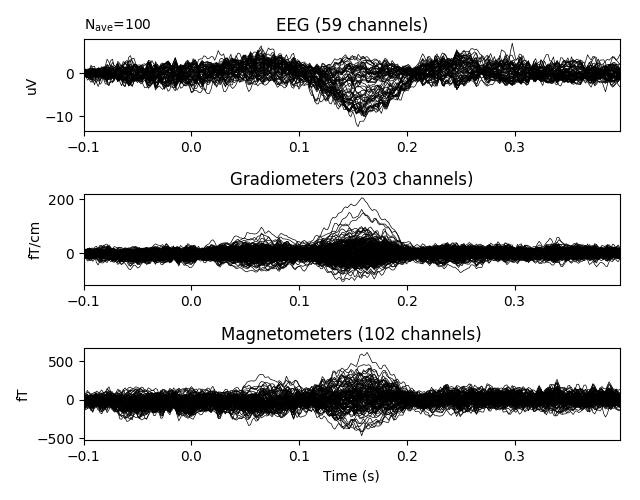 Nave=100
EEG (59 channels)
uV
0
−10
−0.1 0.0 0.1 0.2 0.3
Gradiometers (203 channels)
fT/cm
200
0
−0.1 0.0 0.1 0.2 0.3
Magnetometers (102 channels)
fT
500
0
−500
−0.1 0.0 0.1 0.2 0.3
Time (s)